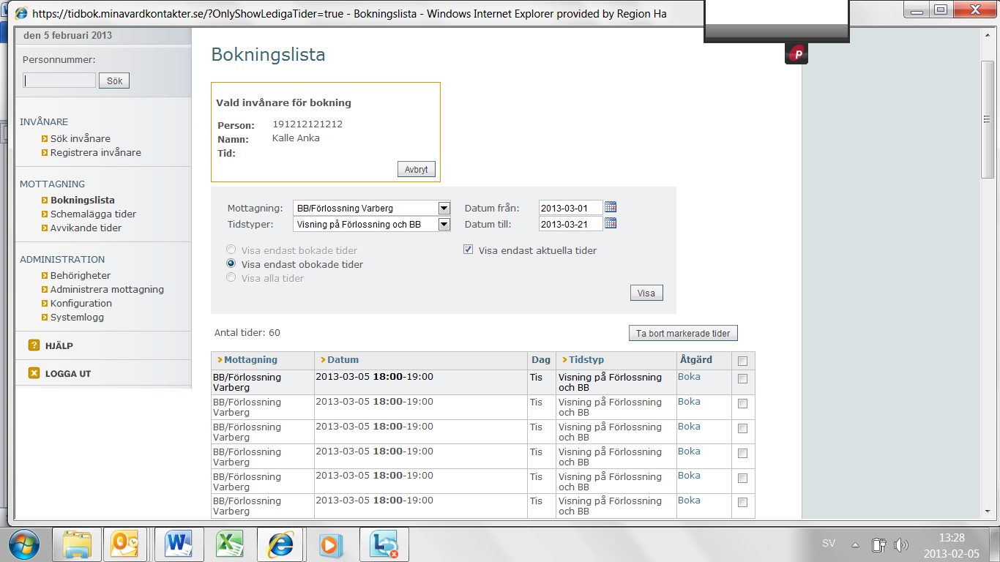 https://tidbok.minavardkontakter.se/?OnlyShowLedigaTider=true - Bokningslista - Windows Internet Explorer provided by Region Ha
den 5 februari 2013
Personnummer:
Sök
INVÅNARE
Sök invånare
Registrera invånare
MOTTAGNING
Bokningslista
Schemalägga tider
Avvikande tider
ADMINISTRATION
Behörigheter
Administrera mottagning
Konfiguration
Systemlogg
HJÄLP
LOGGA UT
Bokningslista
Vald invånare för bokning
Person: 191212121212
Namn: Kalle Anka
Tid:
Avbryt
Mottagning: BB/Förlossning Varberg Datum från: 2013-03-01
Tidstyper: Visning på Förlossning och BB Datum till: 2013-03-21
Visa endast bokade tider Visa endast aktuella tider
Visa endast obokade tider
Visa alla tider
Visa
Antal tider: 60 Ta bort markerade tider
Mottagning Datum Dag Tidstyp Åtgärd
BB/Förlossning 2013-03-05 18:00-19:00 Tis Visning på Förlossning Boka
Varberg och BB
BB/Förlossning 2013-03-05 18:00-19:00 Tis Visning på Förlossning Boka
Varberg och BB
BB/Förlossning 2013-03-05 18:00-19:00 Tis Visning på Förlossning Boka
Varberg och BB
BB/Förlossning 2013-03-05 18:00-19:00 Tis Visning på Förlossning Boka
Varberg och BB
BB/Förlossning 2013-03-05 18:00-19:00 Tis Visning på Förlossning Boka
Varberg och BB
BB/Förlossning 2013-03-05 18:00-19:00 Tis Visning på Förlossning Boka
Varberg och BB
SV
13:28
2013-02-05